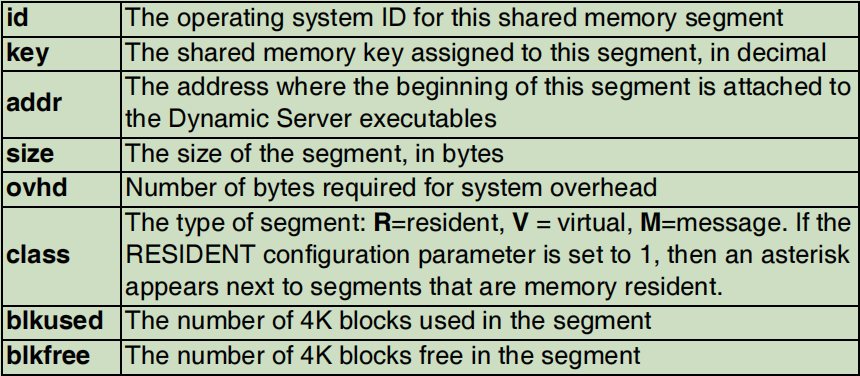 id The operating system ID for this shared memory segment
key The shared memory key assigned to this segment, in decimal
addr The address where the beginning of this segment is attached to
the Dynamic Server executables
size The size of the segment, in bytes
ovhd Number of bytes required for system overhead
class The type of segment: R=resident, V = virtual, M=message. If the
RESIDENT configuration parameter is set to 1, then an asterisk
appears next to segments that are memory resident.
blkused The number of 4K blocks used in the segment
blkfree The number of 4K blocks free in the segment